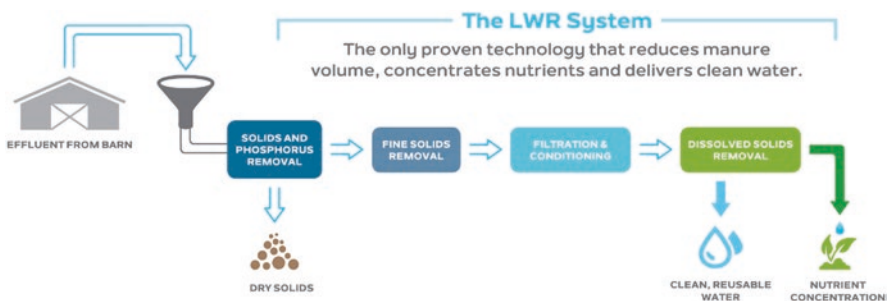 The LWR System
The only proven technology that reduces manure
volume, concentrates nutrients and delivers clean water.
EFFLUENT FROM BARN
SOLIDS AND
PHOSPHORUS
REMOVAL
FINE SOLIDS
REMOVAL
FILTRATION &
CONDITIONING
DISSOLVED SOLIDS
REMOVAL
DRY SOLIDS
CLEAN, REUSABLE
WATER
NUTRIENT
CONCENTRATION